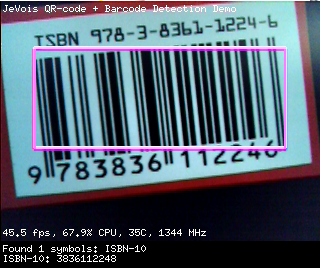 JeVois QR-code + Barcode Detection Demo
ISBN 978-3-8361-1224-6
9 783836 112246
45.5 fps, 67.9% CPU, 35C, 1344 MHz
Found 1 symbols: ISBN-10
ISBN-10: 3836112248